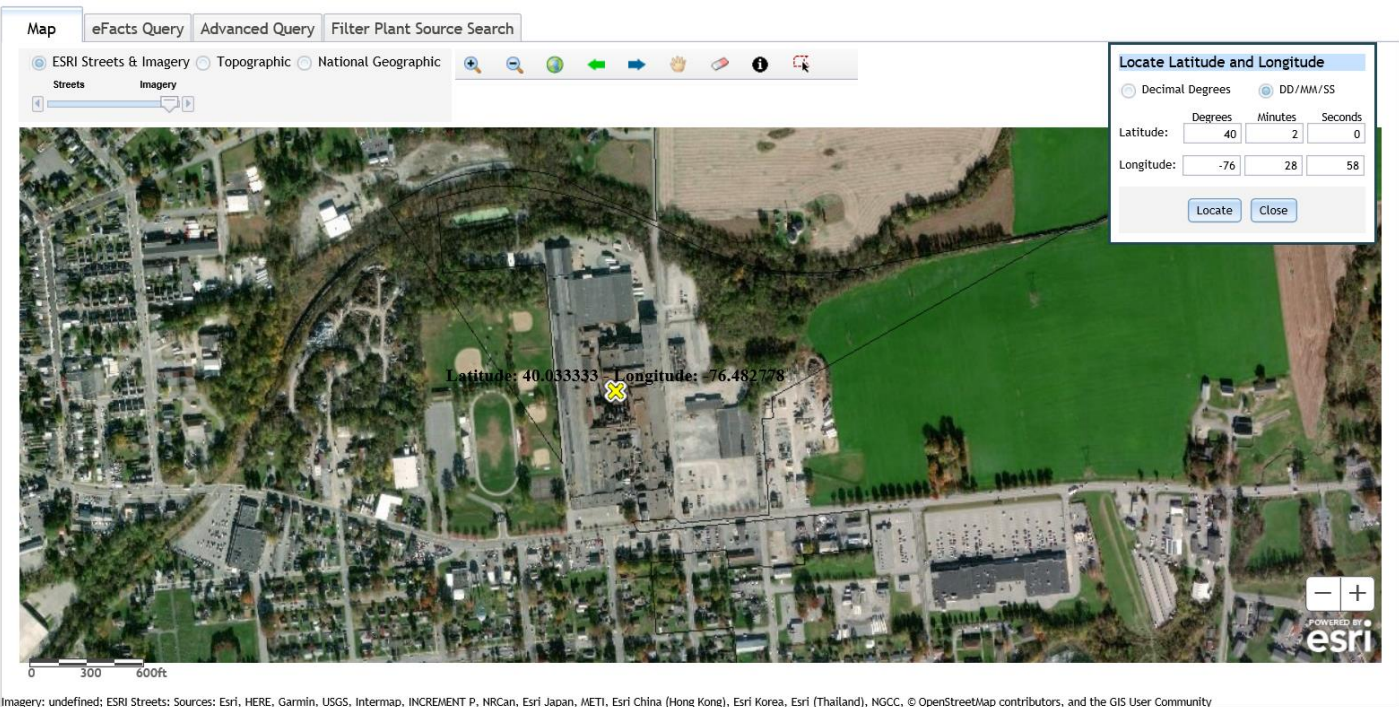 Map eFacts Query Advanced Query Filter Plant Source Search
ESRI Streets & Imagery Topographic National Geographic
Streets Imagery
Locate Latitude and Longitude
Decimal Degrees DD/MM/SS
Degrees Minutes Seconds
Latitude: 40 2 0
Longitude: -76 28 58
Locate Close
Latitude: 40.033333 - Longitude: -76.482778
POWERED BY
esri
0 300 600ft
Imagery: undefined; ESRI Streets: Sources: Esri, HERE, Garmin, USGS, Intermap, INCREMENT P, NRCan, Esri Japan, METI, Esri China (Hong Kong), Esri Korea, Esri (Thailand), NGCC, © OpenStreetMap contributors, and the GIS User Community